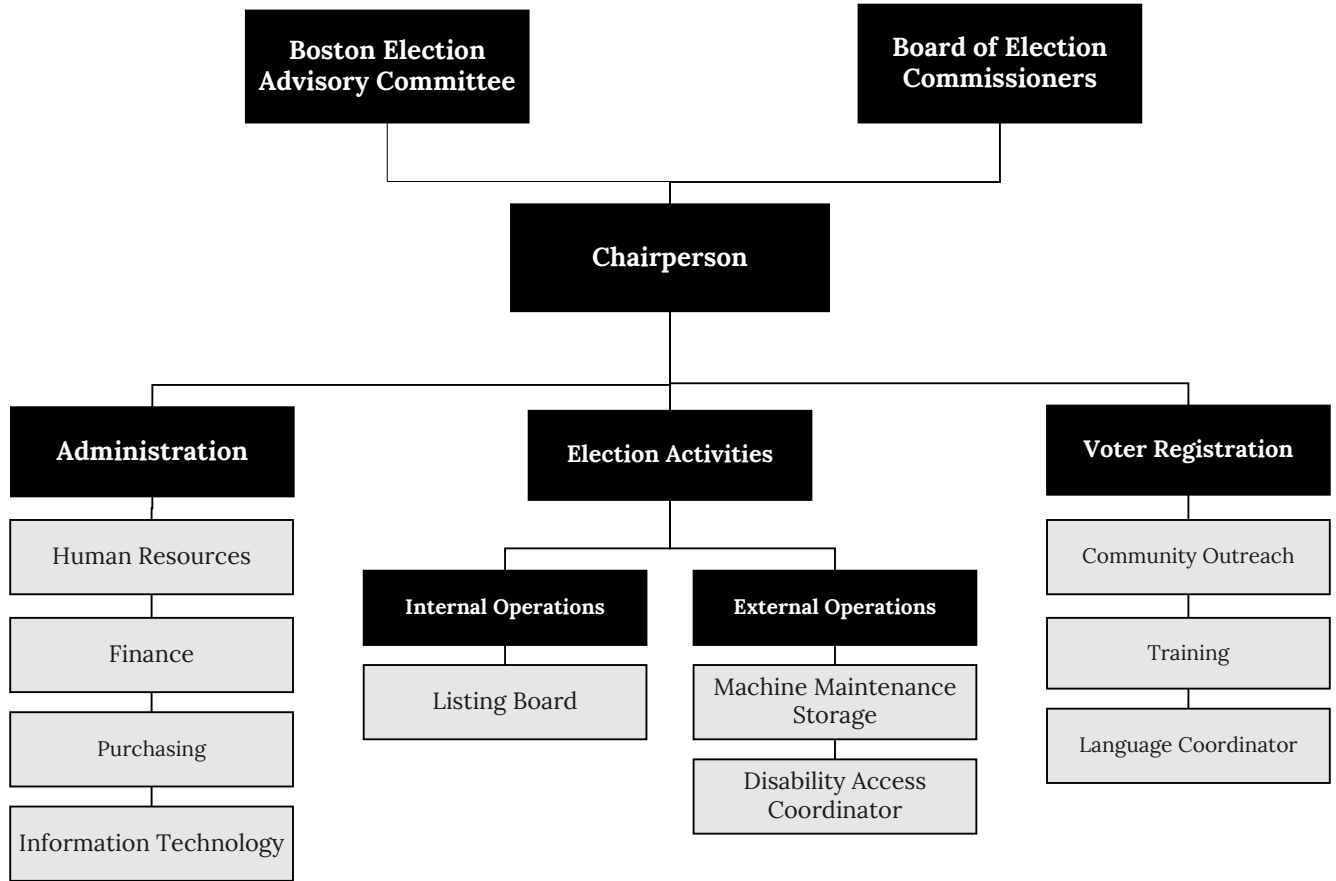 Boston Election
Advisory Committee
Board of Election
Commissioners
Chairperson
Administration
Election Activities
Voter Registration
Human Resources
Finance
Purchasing
Information Technology
Internal Operations
Listing Board
External Operations
Machine Maintenance
Storage
Disability Access
Coordinator
Community Outreach
Training
Language Coordinator